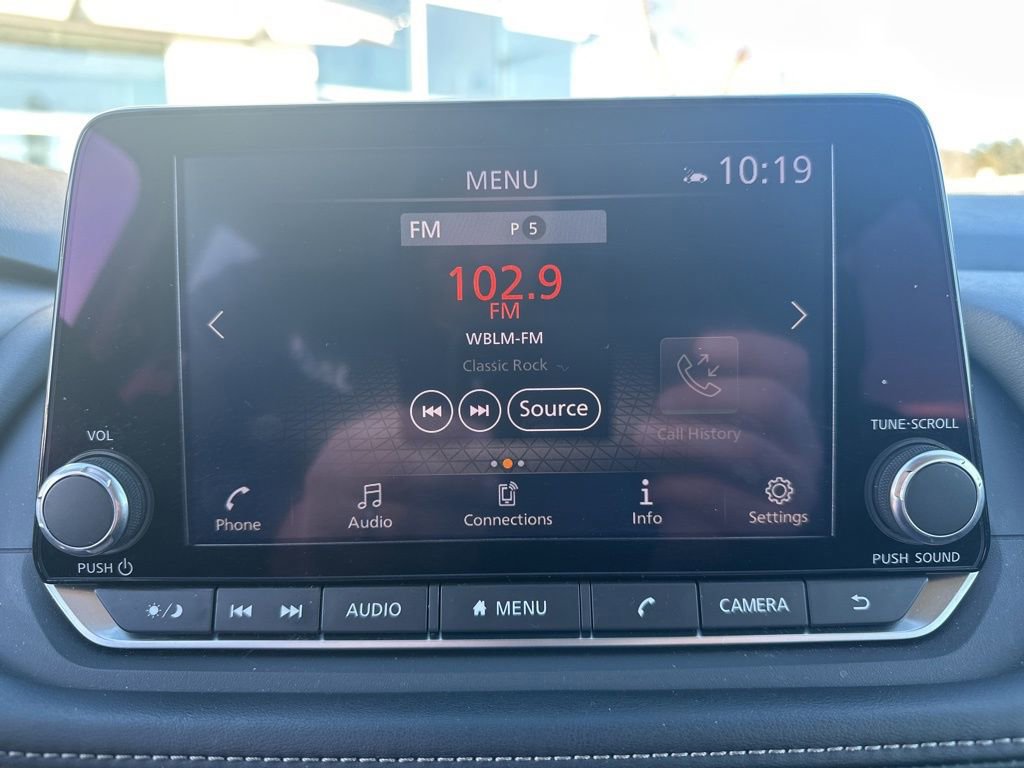 MENU
10:19
FM P 5
102.9
FM
WBLM-FM
Classic Rock
Source
Call History
VOL
TUNE·SCROLL
Phone
Audio
Connections
Info
Settings
PUSH
PUSH SOUND
AUDIO
MENU
CAMERA